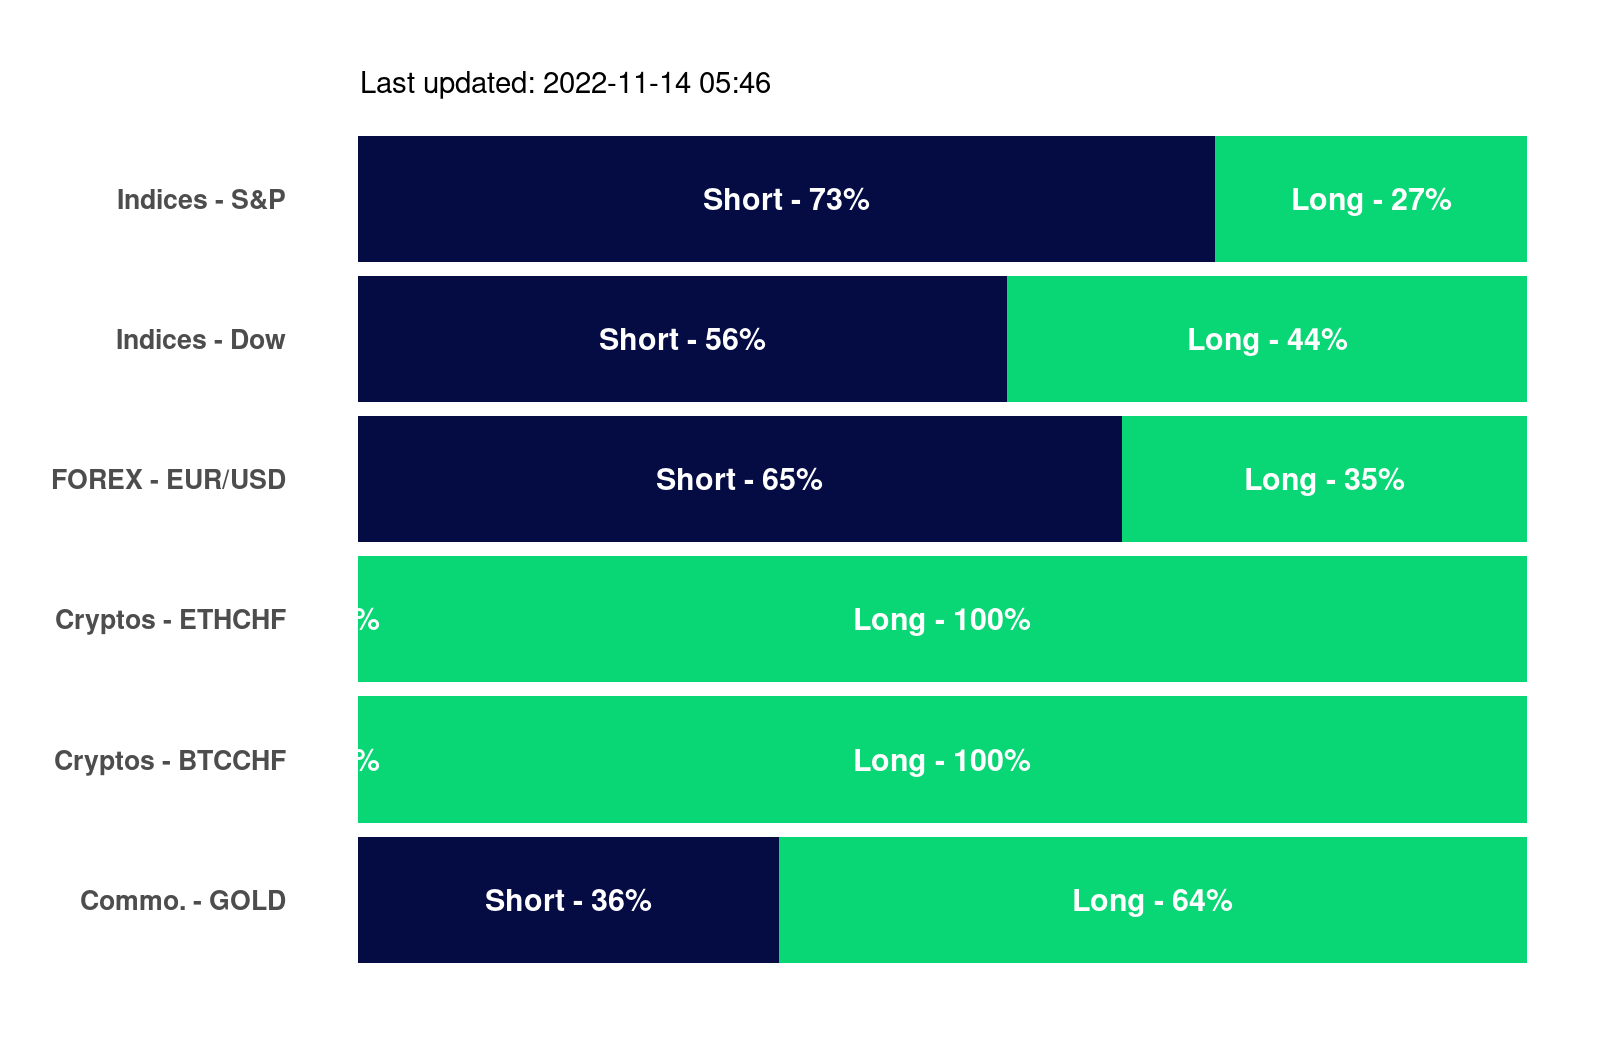 Last updated: 2022-11-14 05:46
Indices - S&P Short - 73% Long - 27%
Indices - Dow Short - 56% Long - 44%
FOREX - EUR/USD Short - 65% Long - 35%
Cryptos - ETHCHF % Long - 100%
Cryptos - BTCCHF % Long - 100%
Commo. - GOLD Short - 36% Long - 64%